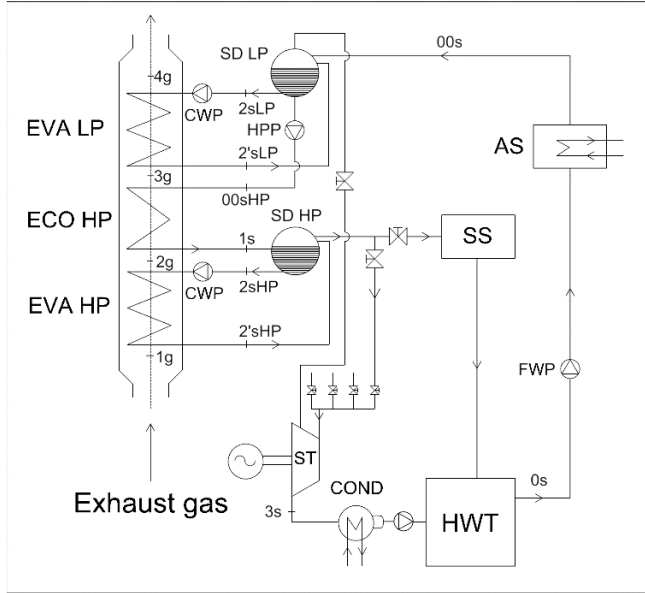 00s
SD LP
4g
CWP
2sLP
HPP
EVA LP
AS
2'sLP
3g
00sHP
SD HP
ECO HP
1s
SS
2g
CWP
2sHP
EVA HP
2'sHP
1g
FWP
ST
COND
Exhaust gas
3s
0s
HWT